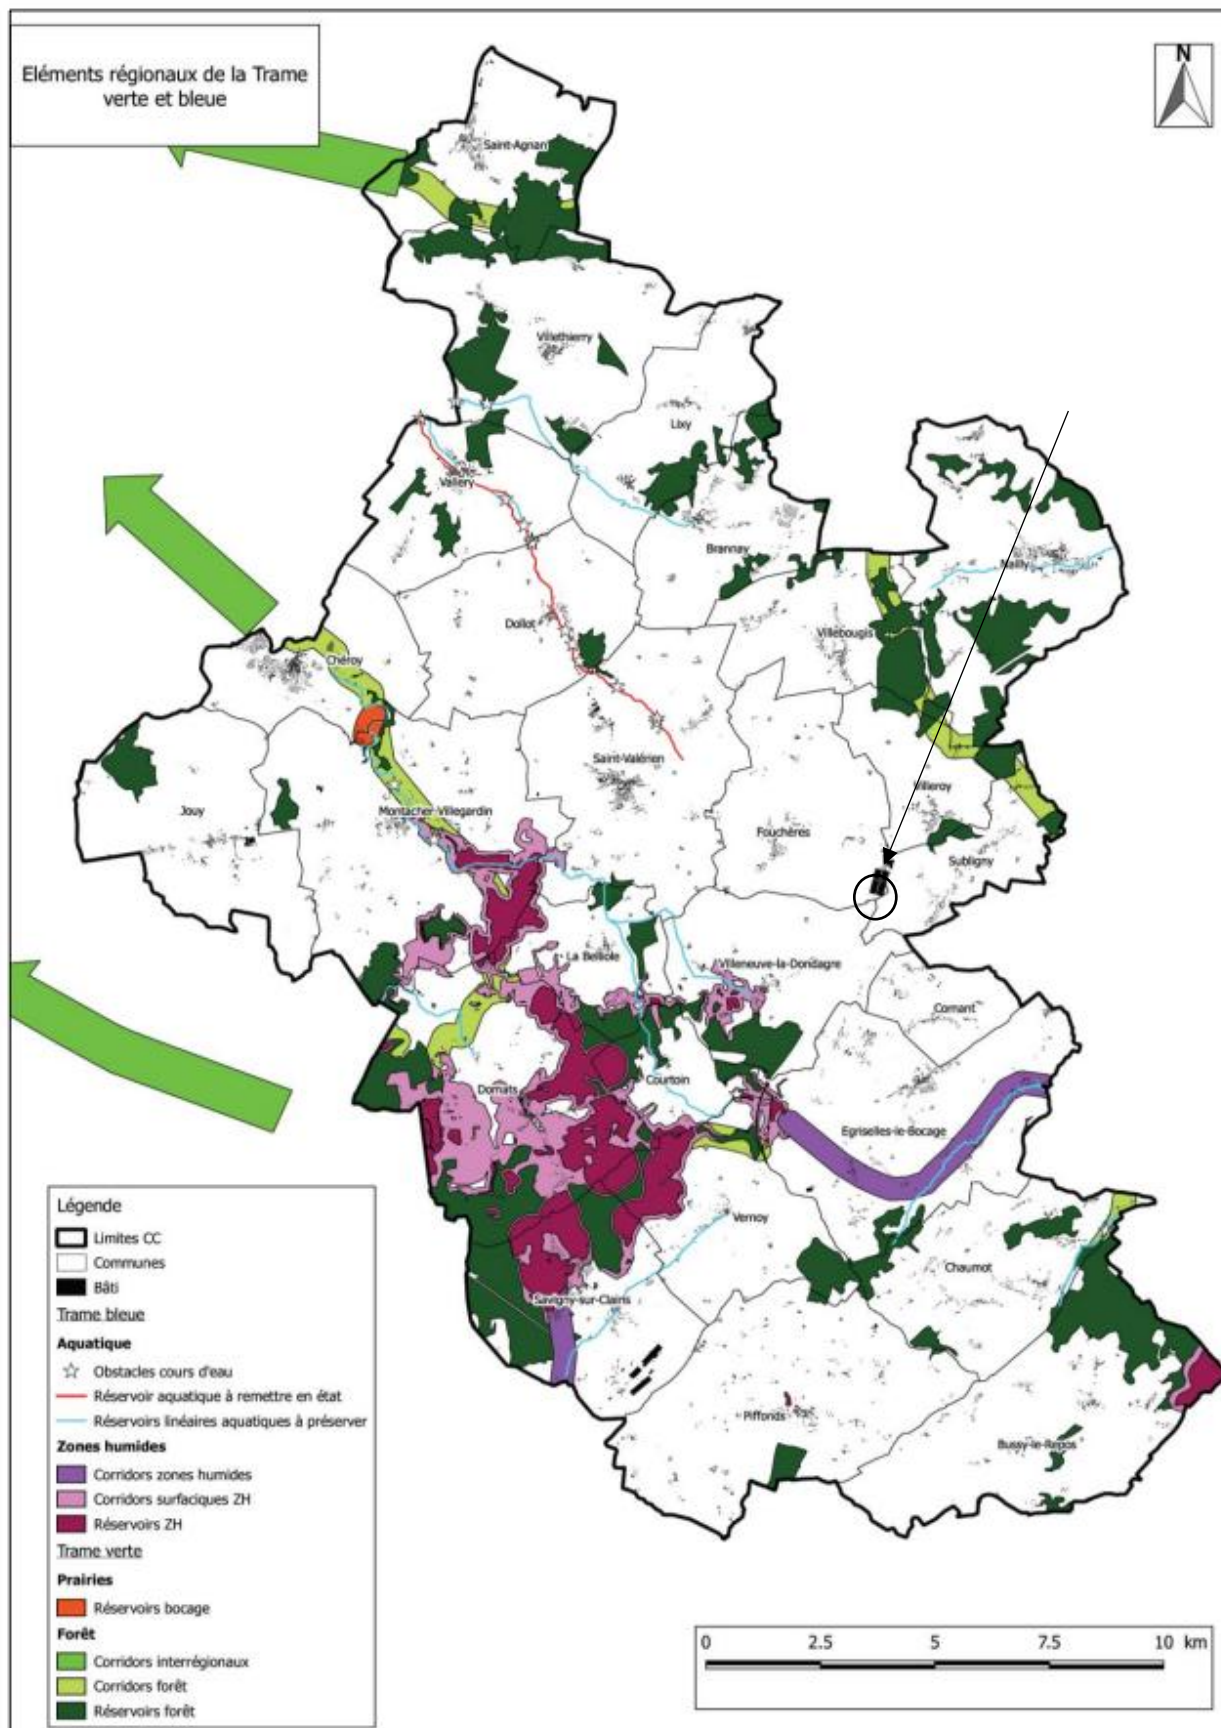 Eléments régionaux de la Trame
verte et bleue
N
Saint-Agnan
Villethierry
Lixy
Vallery
Brannay
Nailly
Dollot
Villebougis
Chéroy
Saint-Valérien
Villeroy
Jouy
Montacher-Villegardin
Fouchères
Subligny
La Belliole
Villeneuve-la-Dondagre
Cornant
Domats
Courtoin
Egriselles-le-Bocage
Vernoy
Chaumot
Savigny-sur-Clairis
Piffonds
Bussy-le-Repos
Légende
Limites CC
Communes
Bâti
Trame bleue
Aquatique
Obstacles cours d'eau
Réservoir aquatique à remettre en état
Réservoirs linéaires aquatiques à préserver
Zones humides
Corridors zones humides
Corridors surfaciques ZH
Réservoirs ZH
Trame verte
Prairies
Réservoirs bocage
Forêt
Corridors interrégionaux
Corridors forêt
Réservoirs forêt
0 2.5 5 7.5 10 km